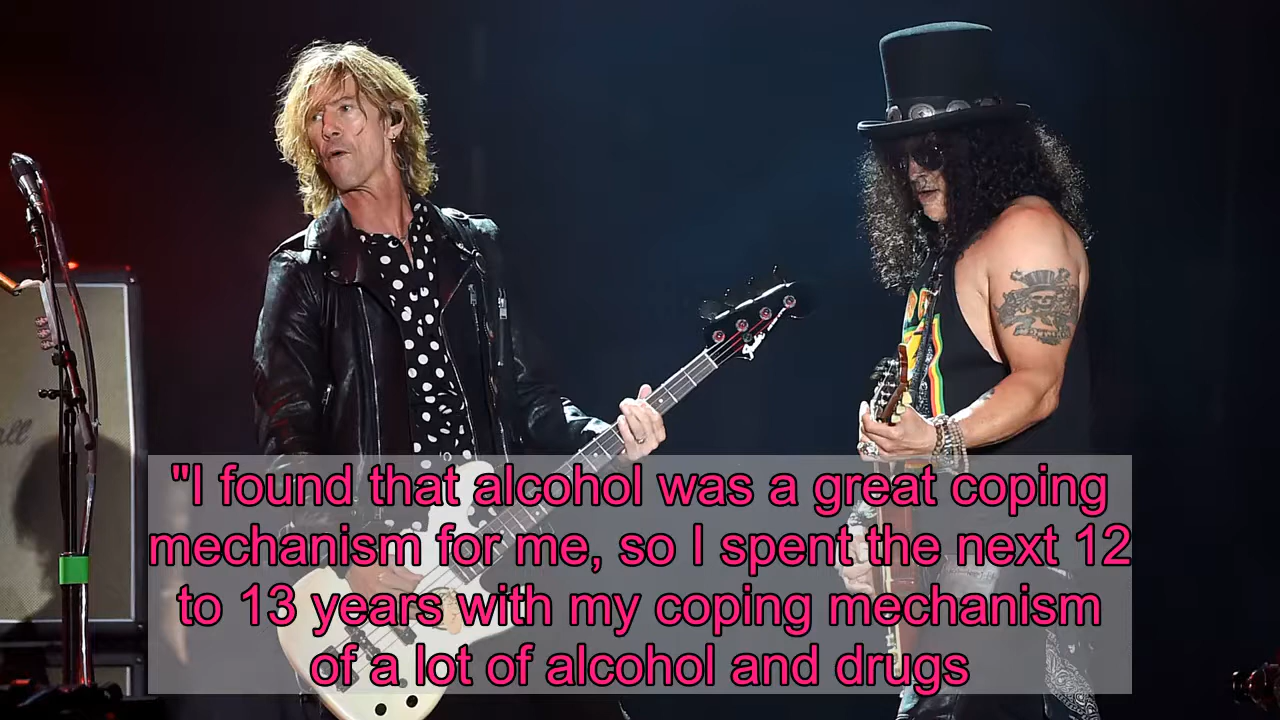 "I found that alcohol was a great coping
mechanism for me, so I spent the next 12
to 13 years with my coping mechanism
of a lot of alcohol and drugs